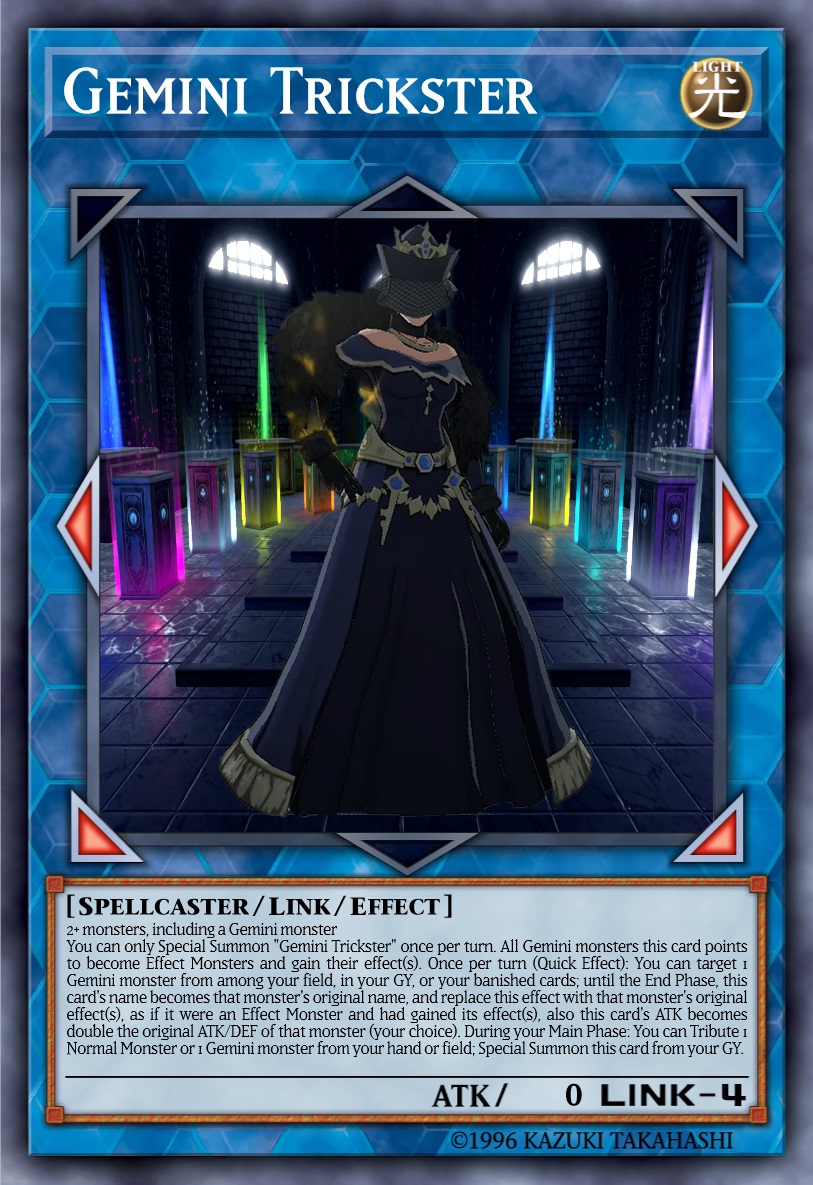 Gemini Trickster
LIGHT
光
[Spellcaster/Link/Effect]
2+ monsters, including a Gemini monster
You can only Special Summon "Gemini Trickster" once per turn. All Gemini monsters this card points
to become Effect Monsters and gain their effect(s). Once per turn (Quick Effect): You can target 1
Gemini monster from among your field, in your GY, or your banished cards; until the End Phase, this
card's name becomes that monster's original name, and replace this effect with that monster's original
effect(s), as if it were an Effect Monster and had gained its effect(s), also this card's ATK becomes
double the original ATK/DEF of that monster (your choice). During your Main Phase: You can Tribute 1
Normal Monster or 1 Gemini monster from your hand or field; Special Summon this card from your GY.
ATK/ 0 LINK-4
©1996 KAZUKI TAKAHASHI